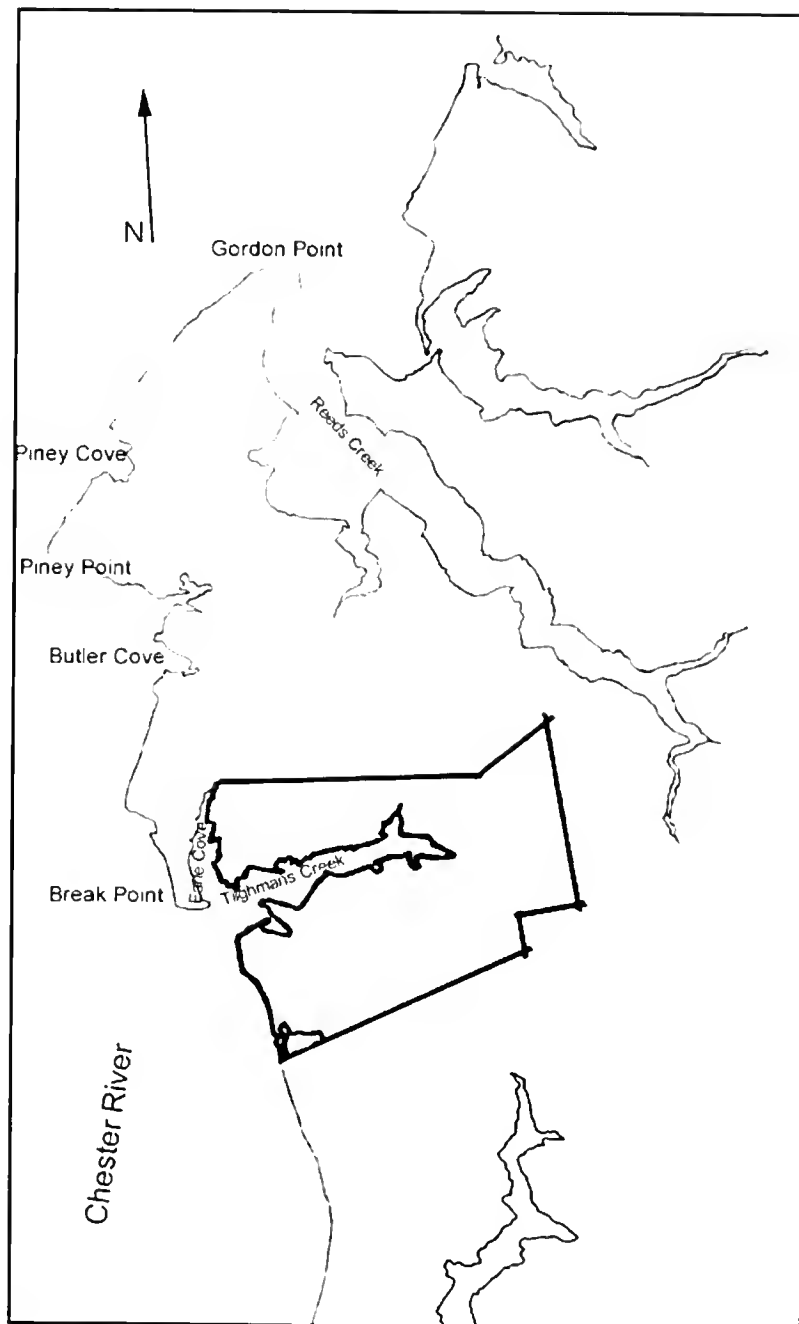 N
Gordon Point
Reeds Creek
Piney Cove
Piney Point
Butler Cove
Earle Cove
Tilghmans Creek
Break Point
Chester River